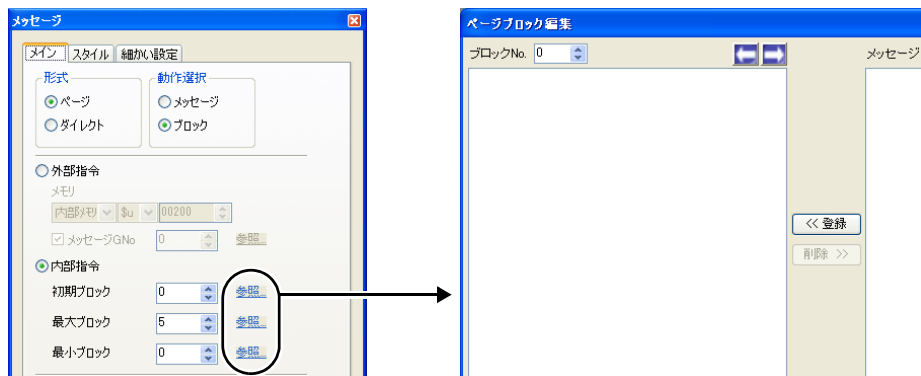 メッセージ
メイン スタイル 細かい設定
形式
ページ
ダイレクト
動作選択
メッセージ
ブロック
外部指令
メモリ
内部メモリ $u 00200
メッセージGNo 0 参照...
内部指令
初期ブロック 0 参照...
最大ブロック 5 参照...
最小ブロック 0 参照...
ページブロック編集
ブロックNo. 0
メッセージ
<< 登録
削除 >>